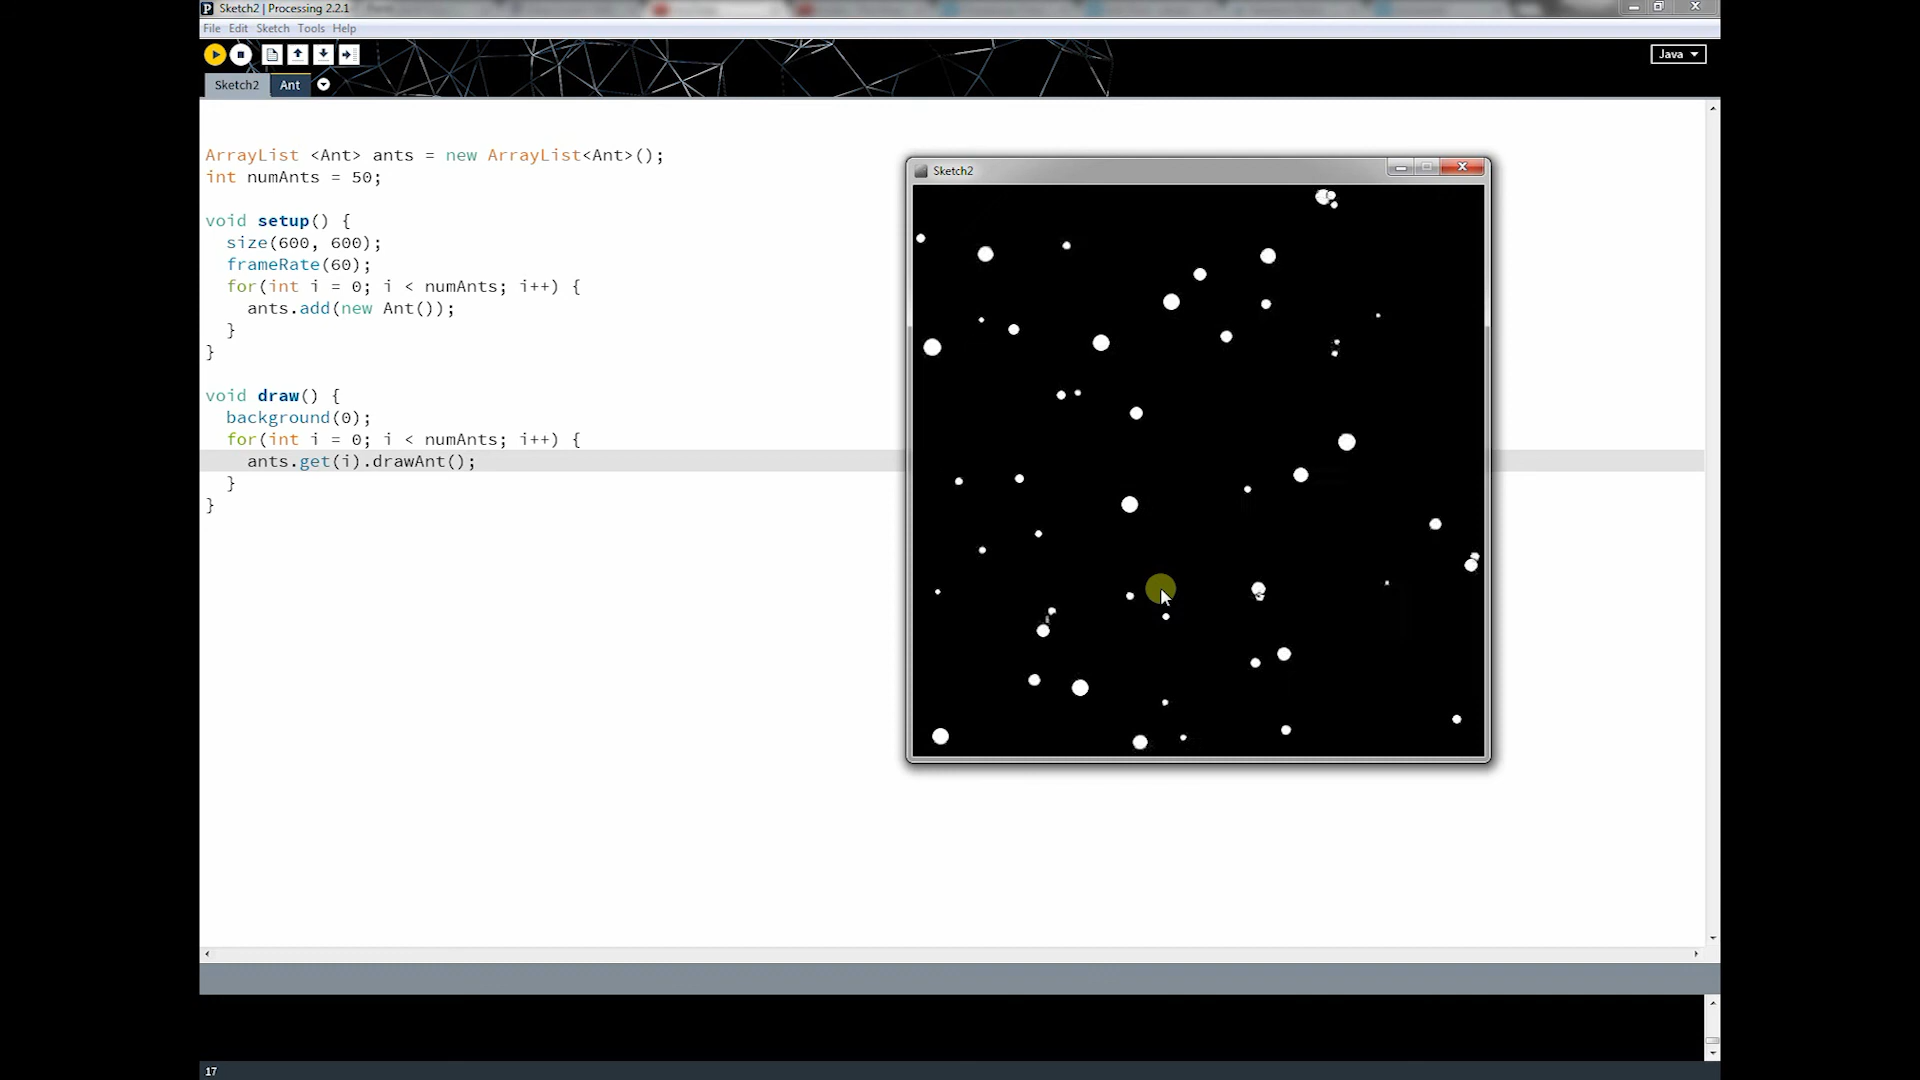 Sketch2 | Processing 2.2.1
File Edit Sketch Tools Help
Java
Sketch2 Ant
ArrayList <Ant> ants = new ArrayList<Ant>();
int numAnts = 50;
void setup() {
size(600, 600);
frameRate(60);
for(int i = 0; i < numAnts; i++) {
ants.add(new Ant());
}
}
void draw() {
background(0);
for(int i = 0; i < numAnts; i++) {
ants.get(i).drawAnt();
}
}
Sketch2
17